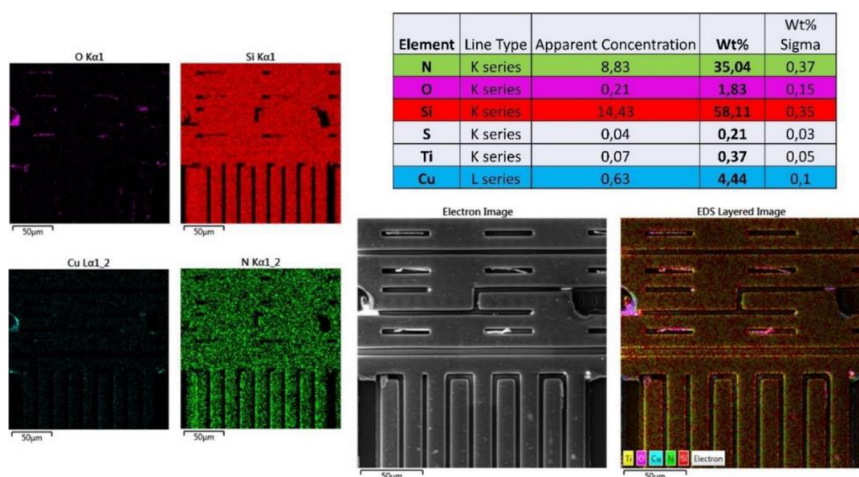 O Kα1
Si Kα1
50μm
50μm
Cu Lα1_2
N Kα1_2
50μm
50μm
Element Line Type Apparent Concentration Wt% Wt% Sigma
N K series 8,83 35,04 0,37
O K series 0,21 1,83 0,15
Si K series 14,43 58,11 0,35
S K series 0,04 0,21 0,03
Ti K series 0,07 0,37 0,05
Cu L series 0,63 4,44 0,1
Electron Image
EDS Layered Image
50μm
Ti O Cu N Si Electron
50μm